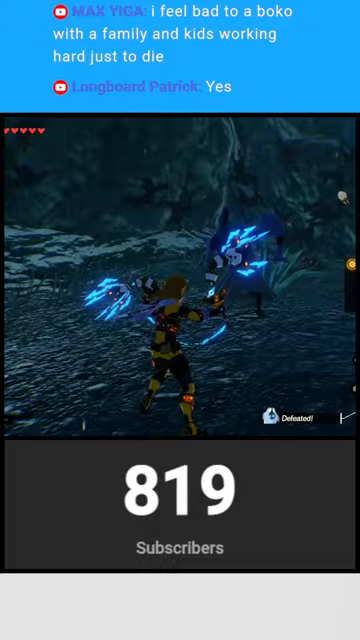 MAX YIGA: i feel bad to a boko
with a family and kids working
hard just to die
Longboard Patrick: Yes
Defeated!
819
Subscribers